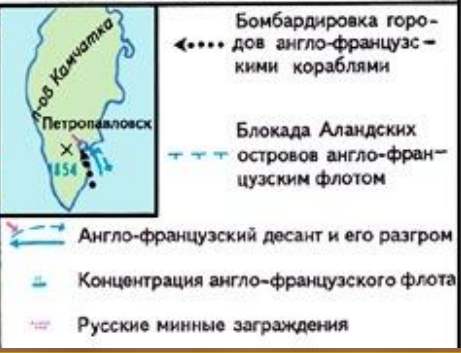 п-ов Камчатка
Петропавловск
1854
Бомбардировка горо-
дов англо-французс-
кими кораблями
Блокада Аландских
островов англо-фран-
цузским флотом
Англо-французский десант и его разгром
Концентрация англо-французского флота
Русские минные заграждения